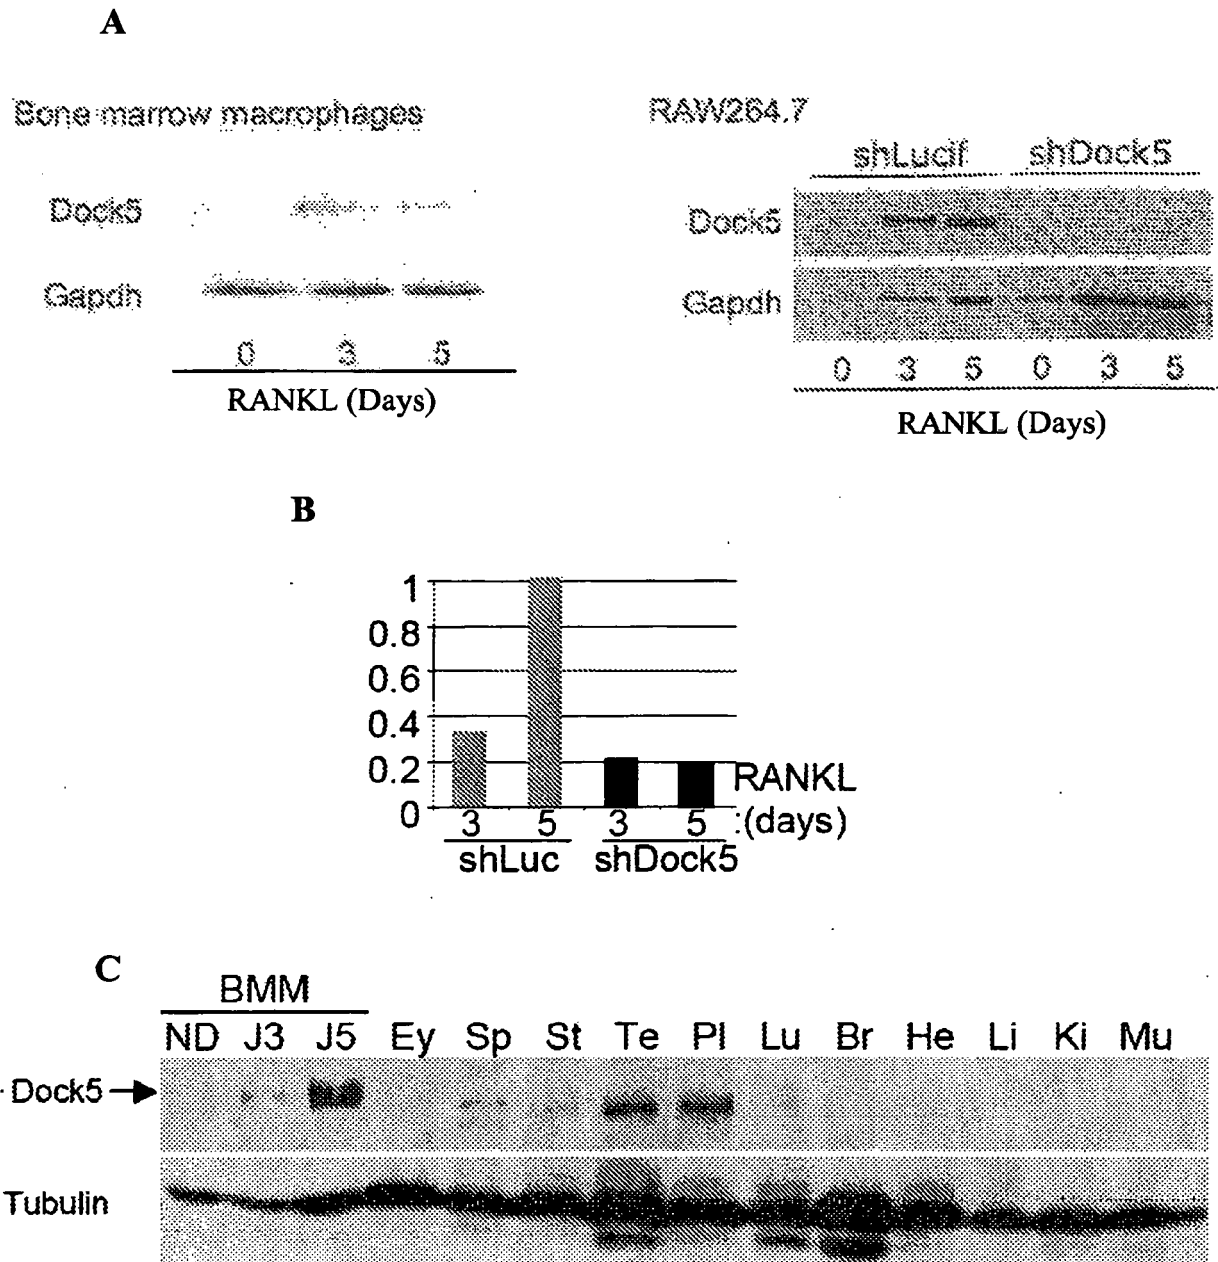 A
Bone marrow macrophages
Dock5
Gapdh
0 3 5
RANKL (Days)
RAW264.7
shLucif shDock5
Dock5
Gapdh
0 3 5 0 3 5
RANKL (Days)
B
1
0.8
0.6
0.4
0.2
0
3 5 3 5
RANKL
:(days)
shLuc shDock5
C
BMM
ND J3 J5 Ey Sp St Te Pl Lu Br He Li Ki Mu
Dock5
Tubulin